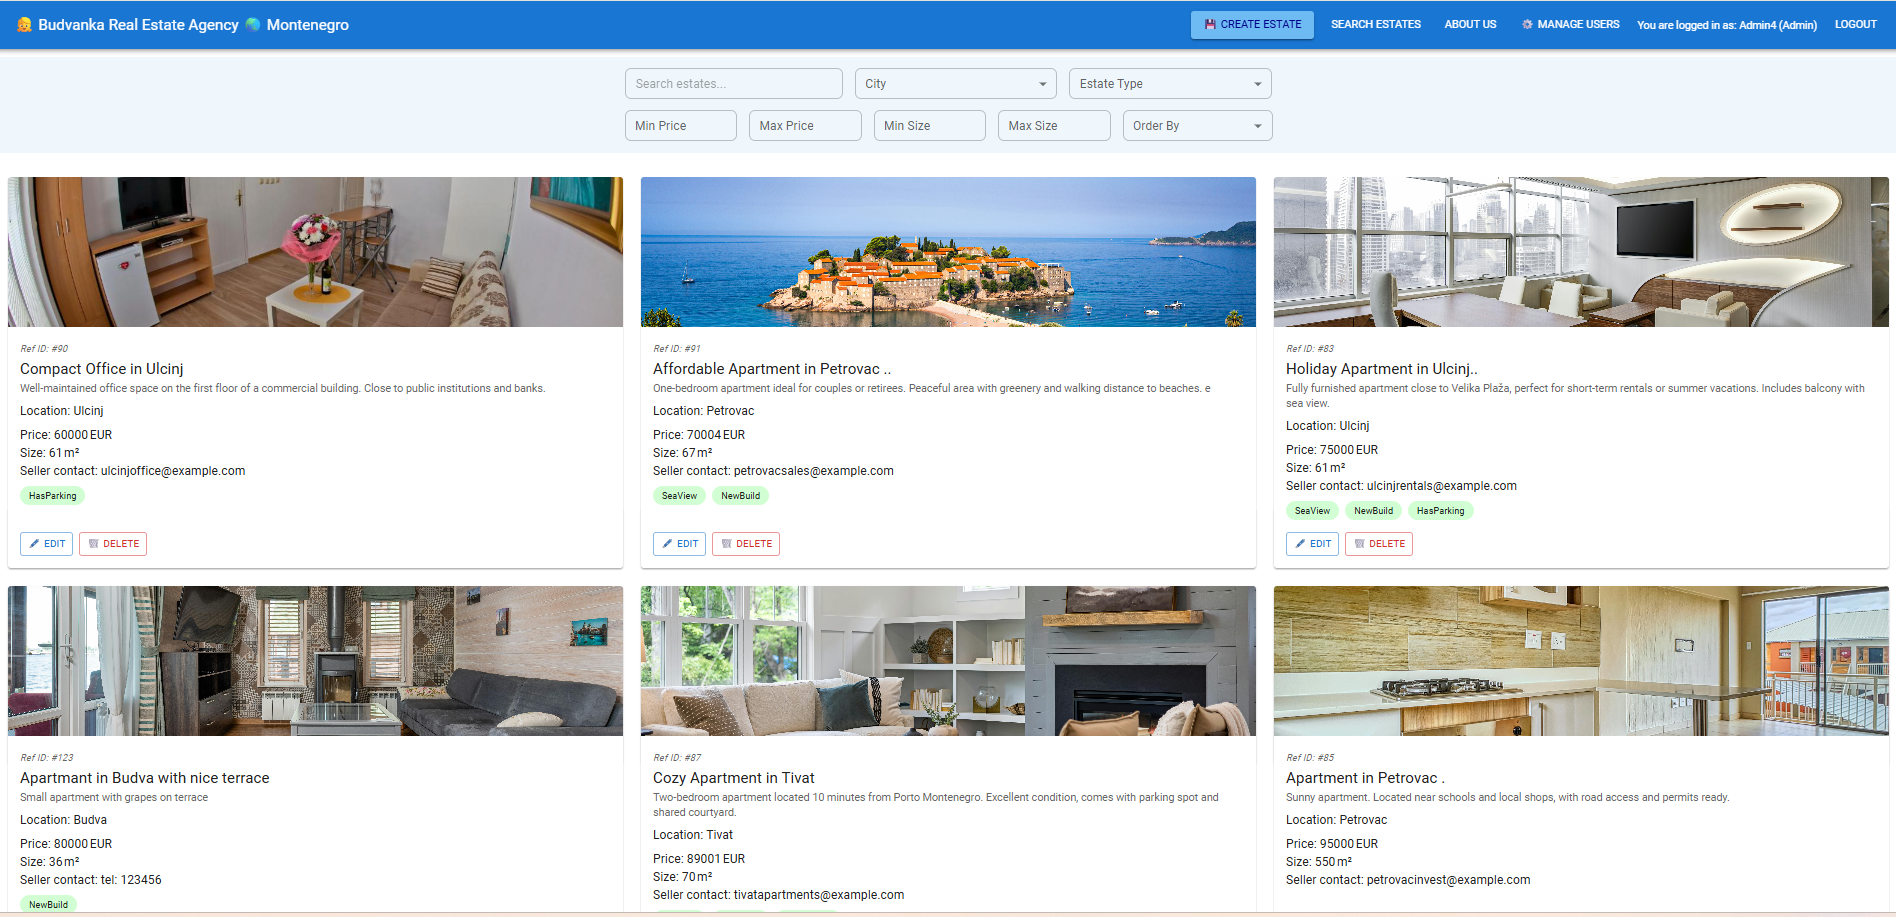 Budvanka Real Estate Agency Montenegro
CREATE ESTATE SEARCH ESTATES ABOUT US MANAGE USERS You are logged in as: Admin4 (Admin) LOGOUT
Search estates... City Estate Type
Min Price Max Price Min Size Max Size Order By
Ref ID: #90
Compact Office in Ulcinj
Well-maintained office space on the first floor of a commercial building. Close to public institutions and banks.
Location: Ulcinj
Price: 60000 EUR
Size: 61 m²
Seller contact: ulcinjoffice@example.com
HasParking
EDIT DELETE
Ref ID: #91
Affordable Apartment in Petrovac ..
One-bedroom apartment ideal for couples or retirees. Peaceful area with greenery and walking distance to beaches. e
Location: Petrovac
Price: 70004 EUR
Size: 67 m²
Seller contact: petrovacsales@example.com
SeaView NewBuild
EDIT DELETE
Ref ID: #83
Holiday Apartment in Ulcinj..
Fully furnished apartment close to Velika Plaža, perfect for short-term rentals or summer vacations. Includes balcony with
sea view.
Location: Ulcinj
Price: 75000 EUR
Size: 61 m²
Seller contact: ulcinjrentals@example.com
SeaView NewBuild HasParking
EDIT DELETE
Ref ID: #123
Apartmant in Budva with nice terrace
Small apartment with grapes on terrace
Location: Budva
Price: 80000 EUR
Size: 36 m²
Seller contact: tel: 123456
NewBuild
Ref ID: #87
Cozy Apartment in Tivat
Two-bedroom apartment located 10 minutes from Porto Montenegro. Excellent condition, comes with parking spot and
shared courtyard.
Location: Tivat
Price: 89001 EUR
Size: 70 m²
Seller contact: tivatapartments@example.com
Ref ID: #85
Apartment in Petrovac .
Sunny apartment. Located near schools and local shops, with road access and permits ready.
Location: Petrovac
Price: 95000 EUR
Size: 550 m²
Seller contact: petrovacinvest@example.com